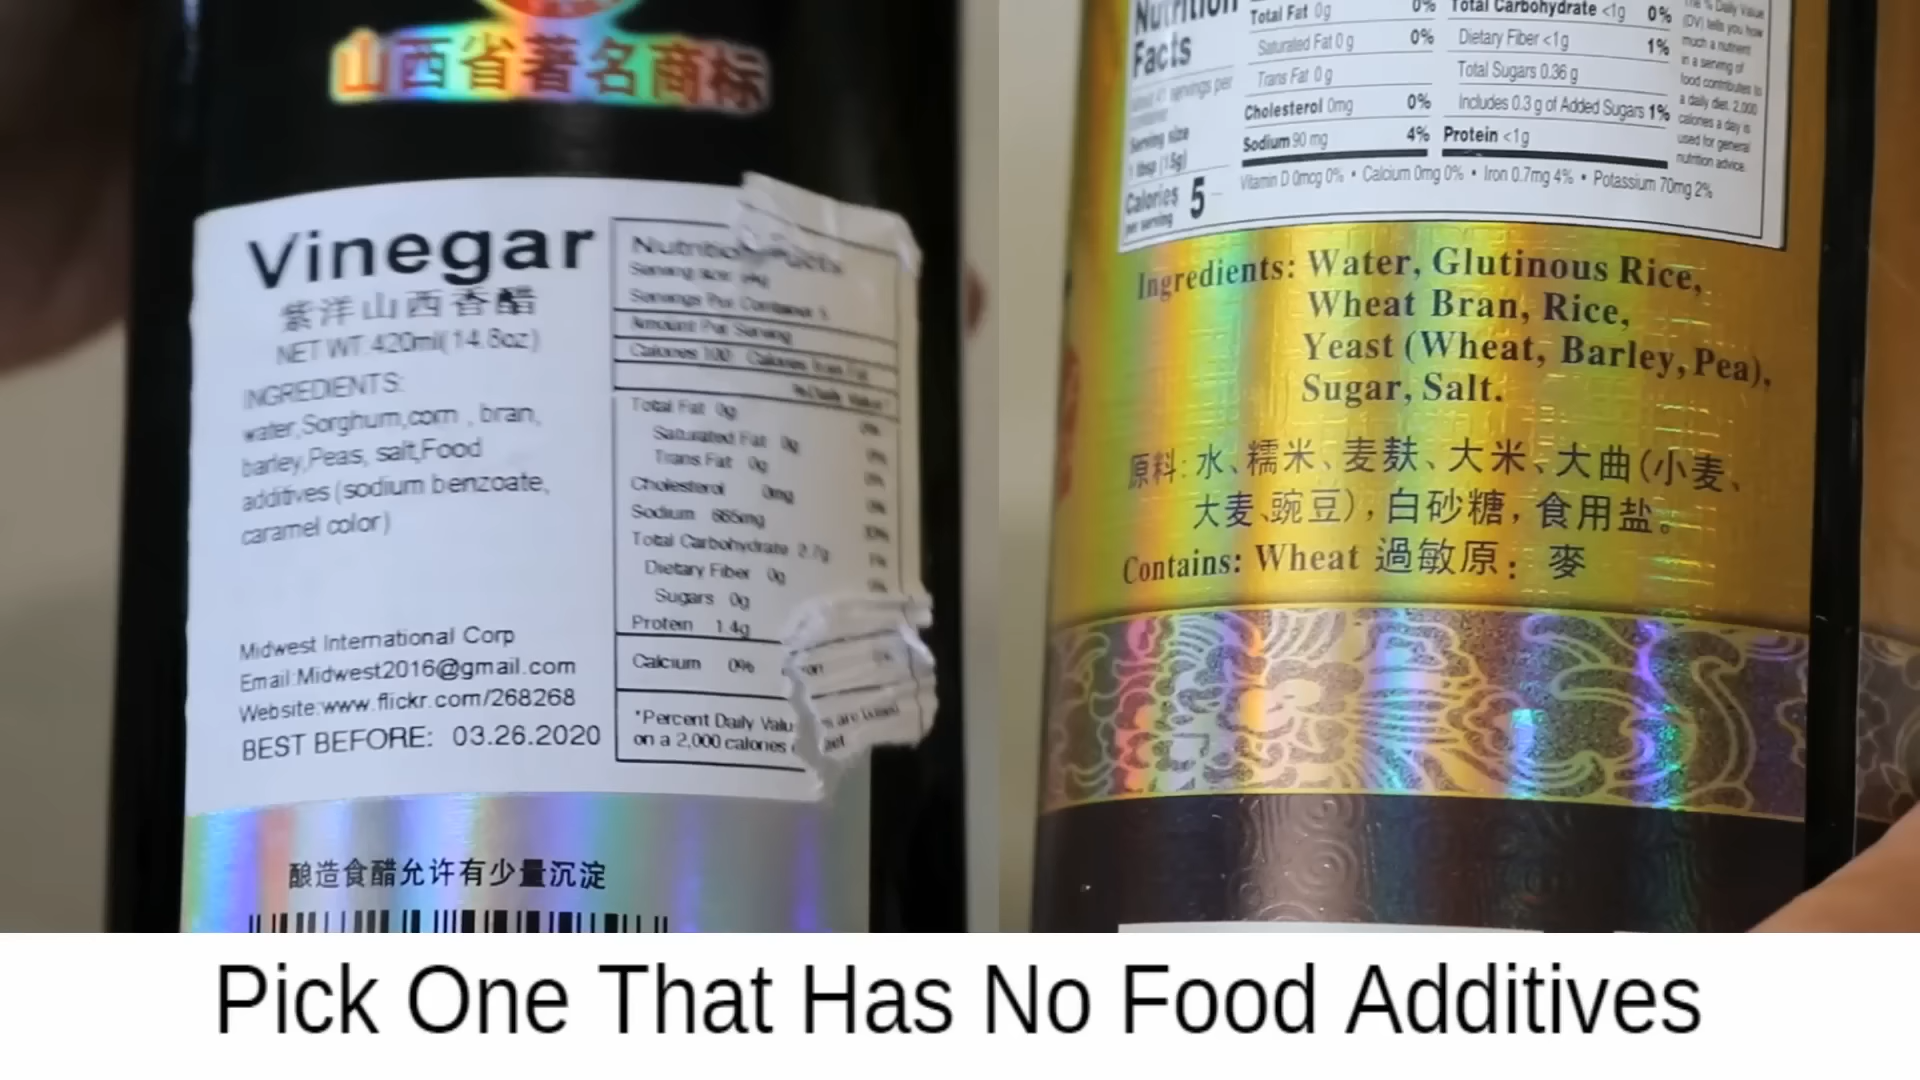 山西省著名商标
Vinegar
紫洋山西香醋
NET WT:420ml(14.8oz)
INGREDIENTS:
water,Sorghum,corn , bran,
barley,Peas, salt,Food
additives (sodium benzoate,
caramel color)
Midwest International Corp
Email:Midwest2016@gmail.com
Website:www.flickr.com/268268
BEST BEFORE: 03.26.2020
Nutrition Facts
Serving size
Servings Per Container
Amount Per Serving
Calories 100 Calories from Fat
% Daily Value
Total Fat 0g 0%
Saturated Fat 0g 0%
Trans Fat 0g
Cholesterol 0mg 0%
Sodium 665mg
Total Carbohydrate 2.7g 1%
Dietary Fiber 0g 0%
Sugars 0g
Protein 1.4g
Calcium 0%
*Percent Daily Valu are based
on a 2,000 calories
酿造食醋允许有少量沉淀
Nutrition
Facts
About 41 servings per
container
Serving size
1 tbsp (15g)
Calories 5
per serving
Total Fat 0g 0%
Saturated Fat 0 g 0%
Trans Fat 0 g
Cholesterol 0mg 0%
Sodium 90 mg 4%
Total Carbohydrate <1g 0%
Dietary Fiber <1g 1%
Total Sugars 0.36 g
Includes 0.3 g of Added Sugars 1%
Protein <1g
The % Daily Value
(DV) tells you how
much a nutrient
in a serving of
food contributes to
a daily diet. 2,000
calories a day is
used for general
nutrition advice.
Vitamin D 0mcg 0% • Calcium 0mg 0% • Iron 0.7mg 4% • Potassium 70mg 2%
Ingredients: Water, Glutinous Rice,
Wheat Bran, Rice,
Yeast (Wheat, Barley, Pea),
Sugar, Salt.
原料:水、糯米、麦麸、大米、大曲(小麦、
大麦、豌豆),白砂糖,食用盐。
Contains: Wheat 過敏原：麥
Pick One That Has No Food Additives